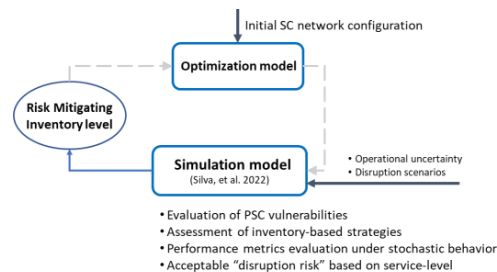 Initial SC network configuration
Optimization model
Risk Mitigating
Inventory level
Simulation model
(Silva, et al. 2022)
• Operational uncertainty
• Disruption scenarios
• Evaluation of PSC vulnerabilities
• Assessment of inventory-based strategies
• Performance metrics evaluation under stochastic behavior
• Acceptable “disruption risk” based on service-level